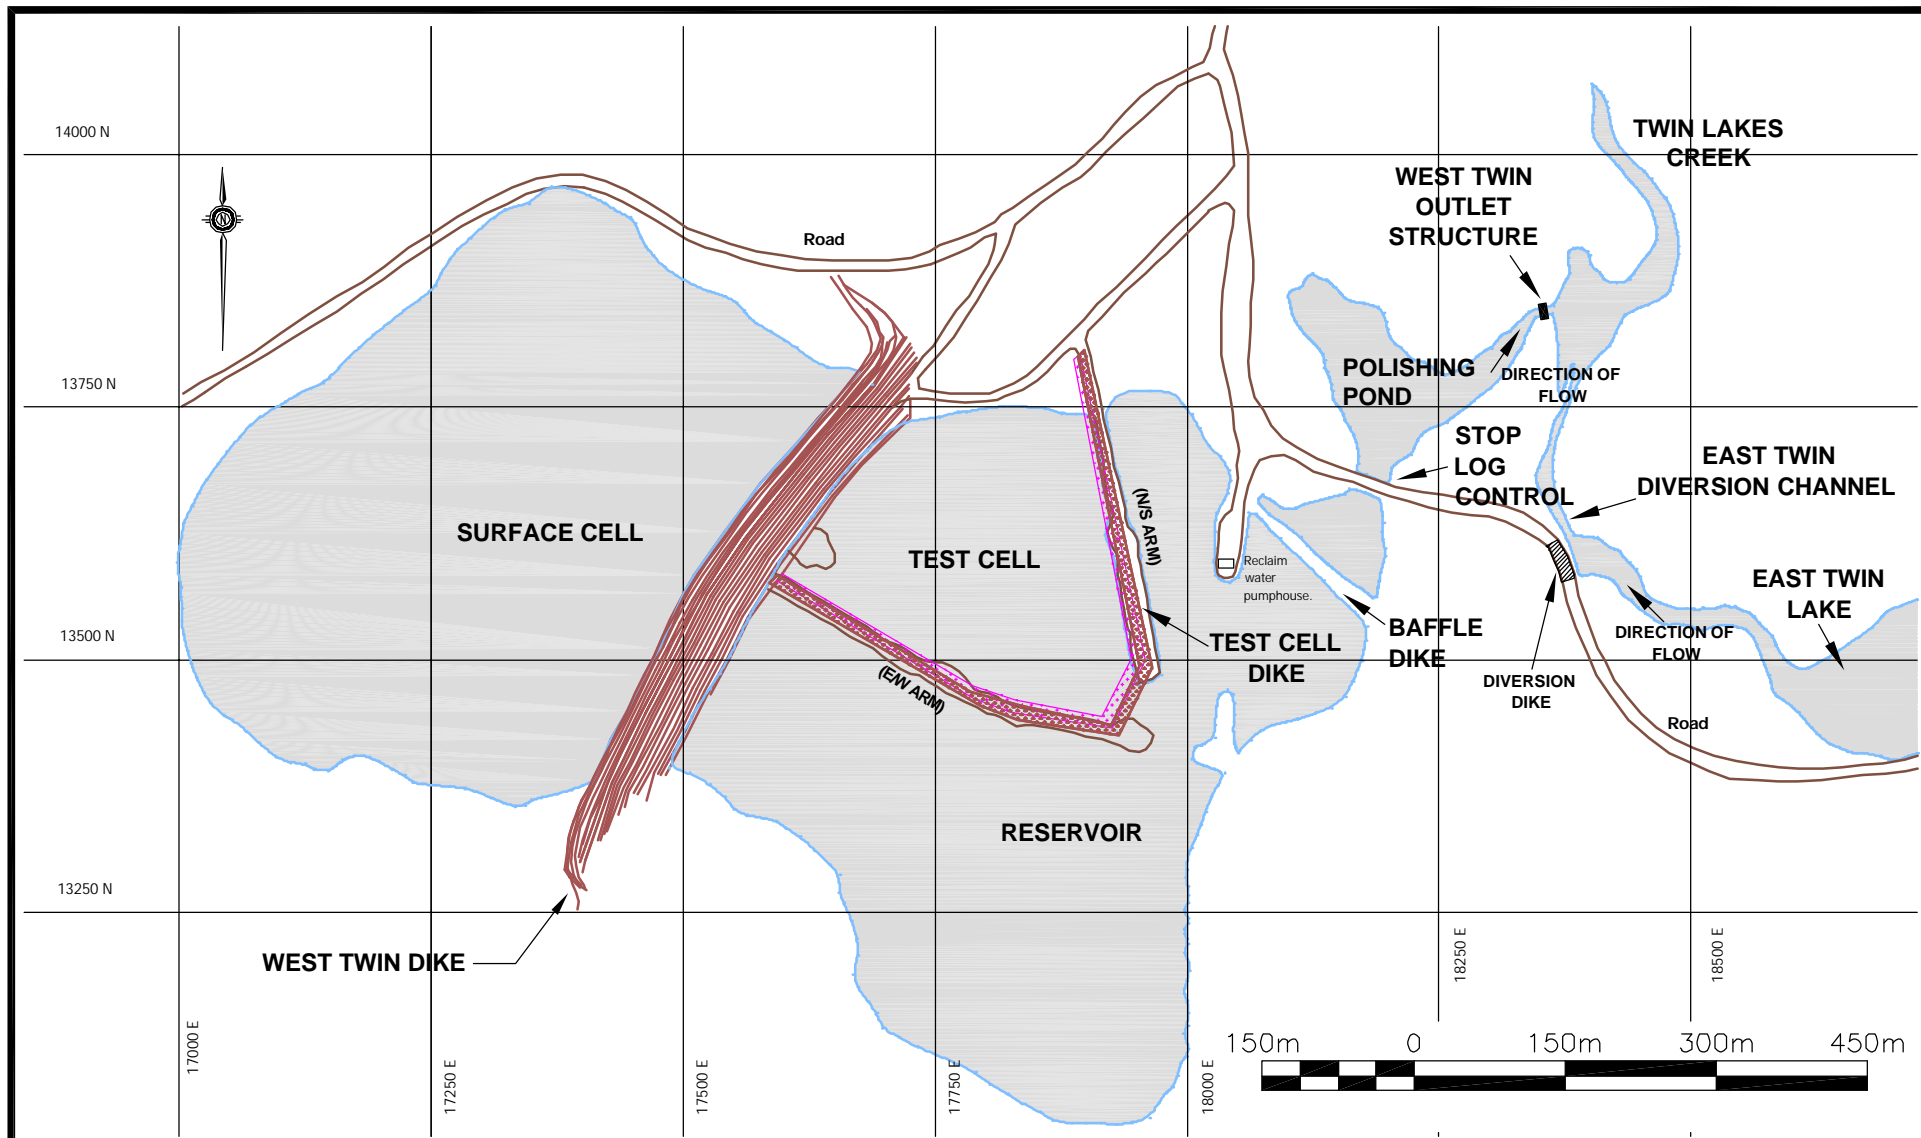 14000 N
TWIN LAKES
CREEK
WEST TWIN
OUTLET
STRUCTURE
N
Road
13750 N
POLISHING
POND
DIRECTION OF
FLOW
STOP
LOG
CONTROL
EAST TWIN
DIVERSION CHANNEL
SURFACE CELL
TEST CELL
(N/S ARM)
Reclaim
water
pumphouse.
EAST TWIN
LAKE
13500 N
TEST CELL
DIKE
BAFFLE
DIKE
DIRECTION OF
FLOW
(E/W ARM)
DIVERSION
DIKE
Road
RESERVOIR
13250 N
WEST TWIN DIKE
17000 E
17250 E
17500 E
17750 E
18000 E
18250 E
18500 E
150m 0 150m 300m 450m